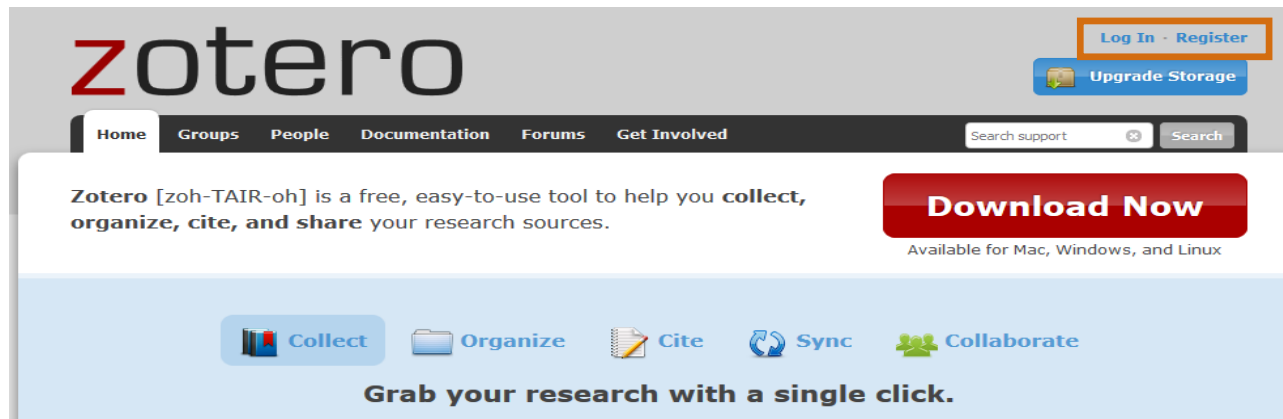 zotero
Log In · Register
Upgrade Storage
Home Groups People Documentation Forums Get Involved
Search support Search
Zotero [zoh-TAIR-oh] is a free, easy-to-use tool to help you collect,
organize, cite, and share your research sources.
Download Now
Available for Mac, Windows, and Linux
Collect Organize Cite Sync Collaborate
Grab your research with a single click.